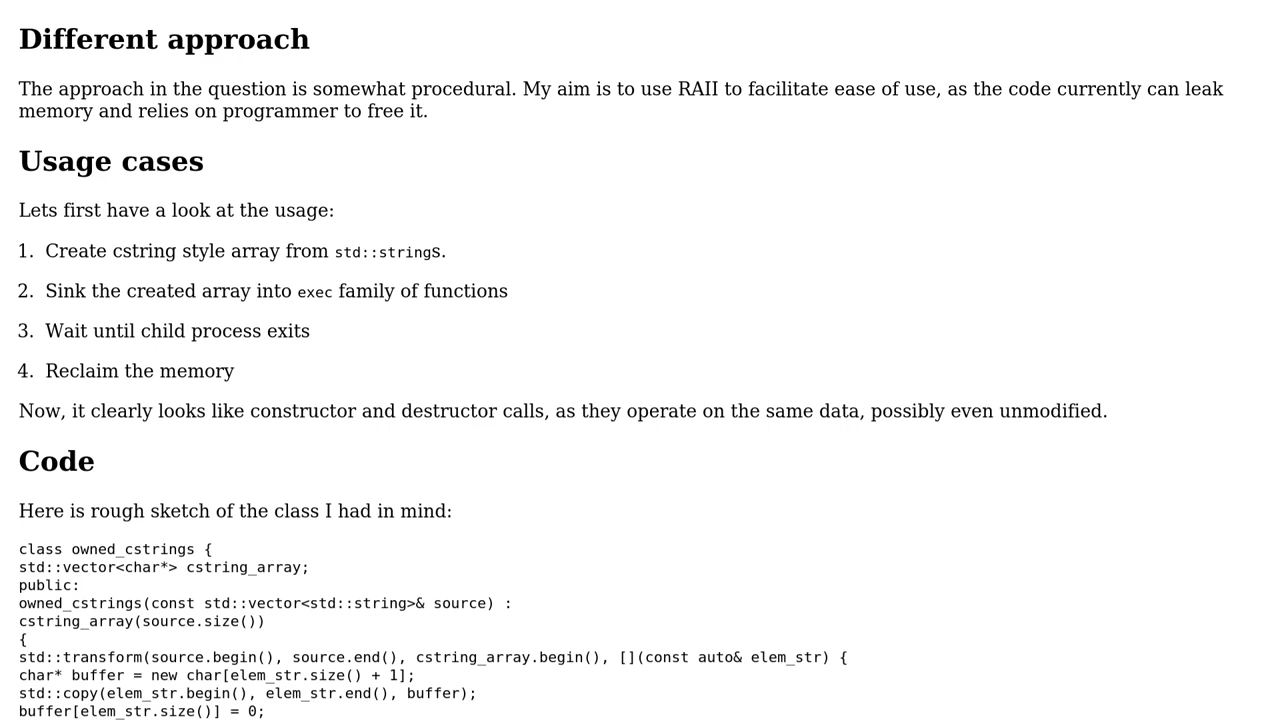 Different approach
The approach in the question is somewhat procedural. My aim is to use RAII to facilitate ease of use, as the code currently can leak
memory and relies on programmer to free it.
Usage cases
Lets first have a look at the usage:
1. Create cstring style array from std::strings.
2. Sink the created array into exec family of functions
3. Wait until child process exits
4. Reclaim the memory
Now, it clearly looks like constructor and destructor calls, as they operate on the same data, possibly even unmodified.
Code
Here is rough sketch of the class I had in mind:
class owned_cstrings {
std::vector<char*> cstring_array;
public:
owned_cstrings(const std::vector<std::string>& source) :
cstring_array(source.size())
{
std::transform(source.begin(), source.end(), cstring_array.begin(), [](const auto& elem_str) {
char* buffer = new char[elem_str.size() + 1];
std::copy(elem_str.begin(), elem_str.end(), buffer);
buffer[elem_str.size()] = 0;